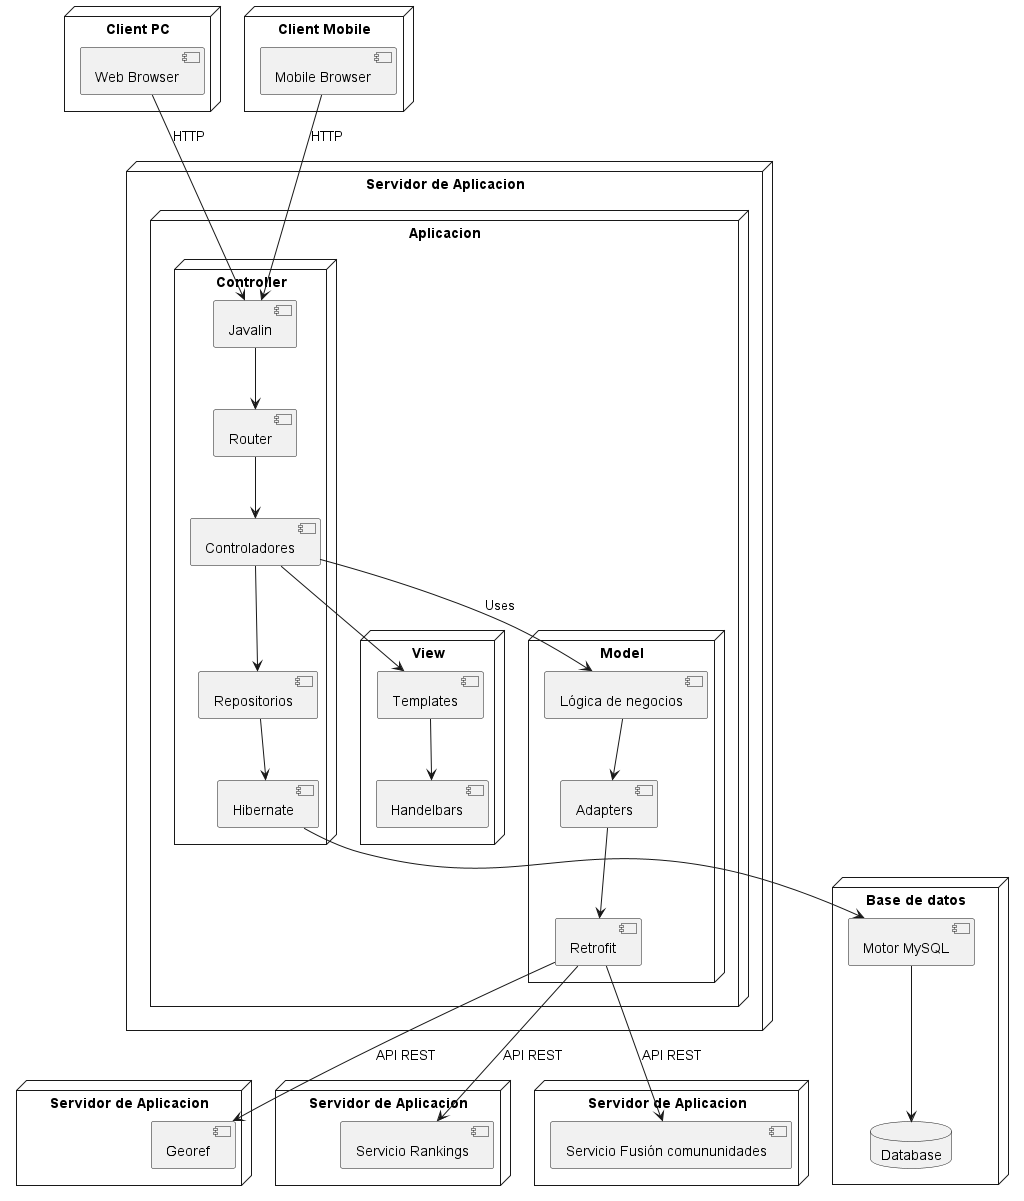 Client PC
Client Mobile
Web Browser
Mobile Browser
HTTP
HTTP
Servidor de Aplicacion
Aplicacion
Controller
Javalin
Router
Controladores
Uses
View
Model
Repositorios
Templates
Lógica de negocios
Hibernate
Handelbars
Adapters
Base de datos
Retrofit
Motor MySQL
API REST
API REST
API REST
Servidor de Aplicacion
Servidor de Aplicacion
Servidor de Aplicacion
Georef
Servicio Rankings
Servicio Fusión comununidades
Database